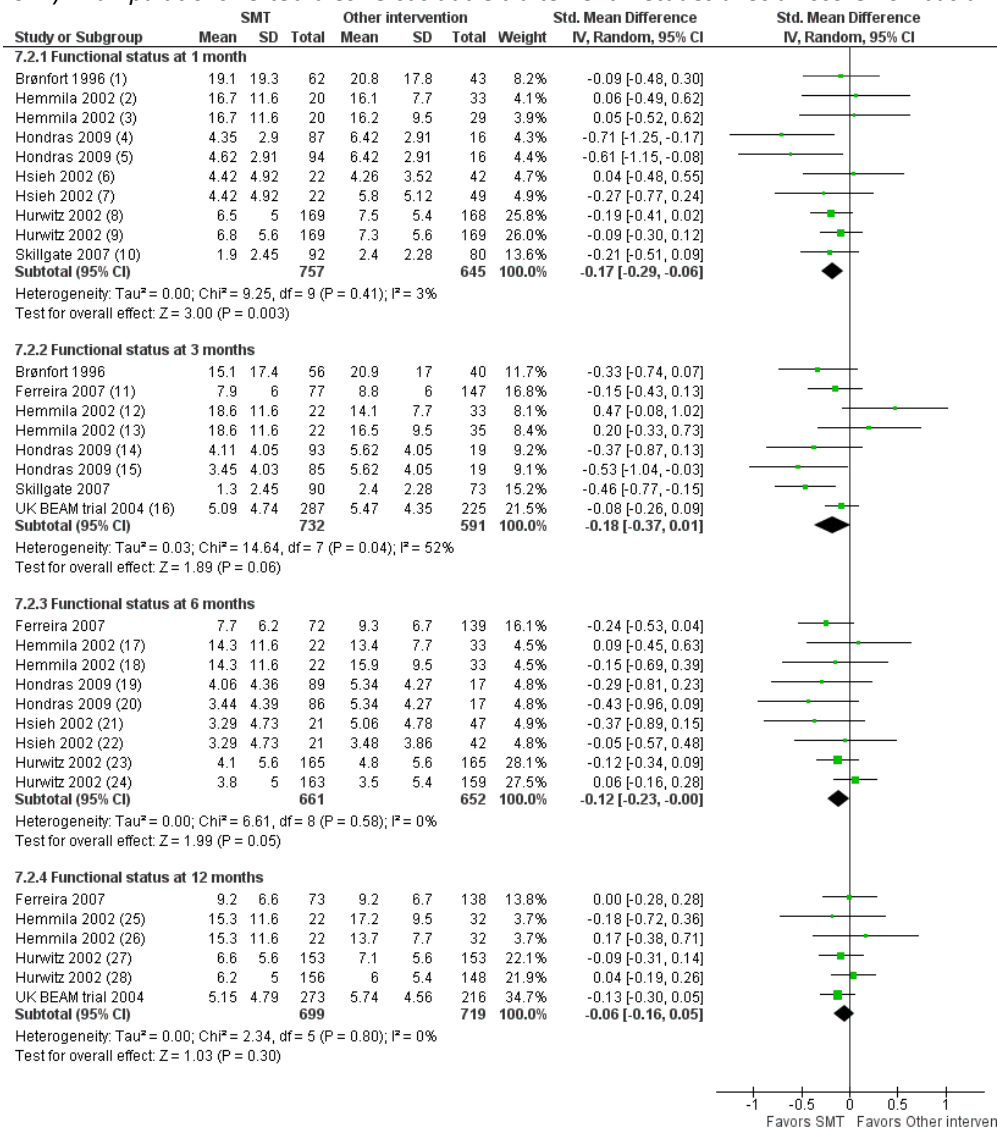 SMT Other intervention Std. Mean Difference Std. Mean Difference
Study or Subgroup Mean SD Total Mean SD Total Weight IV, Random, 95% CI IV, Random, 95% CI
7.2.1 Functional status at 1 month
Brønfort 1996 (1) 19.1 19.3 62 20.8 17.8 43 8.2% -0.09 [-0.48, 0.30]
Hemmila 2002 (2) 16.7 11.6 20 16.1 7.7 33 4.1% 0.06 [-0.49, 0.62]
Hemmila 2002 (3) 16.7 11.6 20 16.2 9.5 29 3.9% 0.05 [-0.52, 0.62]
Hondras 2009 (4) 4.35 2.9 87 6.42 2.91 16 4.3% -0.71 [-1.25, -0.17]
Hondras 2009 (5) 4.62 2.91 94 6.42 2.91 16 4.4% -0.61 [-1.15, -0.08]
Hsieh 2002 (6) 4.42 4.92 22 4.26 3.52 42 4.7% 0.04 [-0.48, 0.55]
Hsieh 2002 (7) 4.42 4.92 22 5.8 5.12 49 4.9% -0.27 [-0.77, 0.24]
Hurwitz 2002 (8) 6.5 5 169 7.5 5.4 168 25.8% -0.19 [-0.41, 0.02]
Hurwitz 2002 (9) 6.8 5.6 169 7.3 5.6 169 26.0% -0.09 [-0.30, 0.12]
Skillgate 2007 (10) 1.9 2.45 92 2.4 2.28 80 13.6% -0.21 [-0.51, 0.09]
Subtotal (95% CI) 757 645 100.0% -0.17 [-0.29, -0.06]
Heterogeneity: Tau² = 0.00; Chi² = 9.25, df = 9 (P = 0.41); I² = 3%
Test for overall effect: Z = 3.00 (P = 0.003)
7.2.2 Functional status at 3 months
Brønfort 1996 15.1 17.4 56 20.9 17 40 11.7% -0.33 [-0.74, 0.07]
Ferreira 2007 (11) 7.9 6 77 8.8 6 147 16.8% -0.15 [-0.43, 0.13]
Hemmila 2002 (12) 18.6 11.6 22 14.1 7.7 33 8.1% 0.47 [-0.08, 1.02]
Hemmila 2002 (13) 18.6 11.6 22 16.5 9.5 35 8.4% 0.20 [-0.33, 0.73]
Hondras 2009 (14) 4.11 4.05 93 5.62 4.05 19 9.2% -0.37 [-0.87, 0.13]
Hondras 2009 (15) 3.45 4.03 85 5.62 4.05 19 9.1% -0.53 [-1.04, -0.03]
Skillgate 2007 1.3 2.45 90 2.4 2.28 73 15.2% -0.46 [-0.77, -0.15]
UK BEAM trial 2004 (16) 5.09 4.74 287 5.47 4.35 225 21.5% -0.08 [-0.26, 0.09]
Subtotal (95% CI) 732 591 100.0% -0.18 [-0.37, 0.01]
Heterogeneity: Tau² = 0.03; Chi² = 14.64, df = 7 (P = 0.04); I² = 52%
Test for overall effect: Z = 1.89 (P = 0.06)
7.2.3 Functional status at 6 months
Ferreira 2007 7.7 6.2 72 9.3 6.7 139 16.1% -0.24 [-0.53, 0.04]
Hemmila 2002 (17) 14.3 11.6 22 13.4 7.7 33 4.5% 0.09 [-0.45, 0.63]
Hemmila 2002 (18) 14.3 11.6 22 15.9 9.5 33 4.5% -0.15 [-0.69, 0.39]
Hondras 2009 (19) 4.06 4.36 89 5.34 4.27 17 4.8% -0.29 [-0.81, 0.23]
Hondras 2009 (20) 3.44 4.39 86 5.34 4.27 17 4.8% -0.43 [-0.96, 0.09]
Hsieh 2002 (21) 3.29 4.73 21 5.06 4.78 47 4.9% -0.37 [-0.89, 0.15]
Hsieh 2002 (22) 3.29 4.73 21 3.48 3.86 42 4.8% -0.05 [-0.57, 0.48]
Hurwitz 2002 (23) 4.1 5.6 165 4.8 5.6 165 28.1% -0.12 [-0.34, 0.09]
Hurwitz 2002 (24) 3.8 5 163 3.5 5.4 159 27.5% 0.06 [-0.16, 0.28]
Subtotal (95% CI) 661 652 100.0% -0.12 [-0.23, -0.00]
Heterogeneity: Tau² = 0.00; Chi² = 6.61, df = 8 (P = 0.58); I² = 0%
Test for overall effect: Z = 1.99 (P = 0.05)
7.2.4 Functional status at 12 months
Ferreira 2007 9.2 6.6 73 9.2 6.7 138 13.8% 0.00 [-0.28, 0.28]
Hemmila 2002 (25) 15.3 11.6 22 17.2 9.5 32 3.7% -0.18 [-0.72, 0.36]
Hemmila 2002 (26) 15.3 11.6 22 13.7 7.7 32 3.7% 0.17 [-0.38, 0.71]
Hurwitz 2002 (27) 6.6 5.6 153 7.1 5.6 153 22.1% -0.09 [-0.31, 0.14]
Hurwitz 2002 (28) 6.2 5 156 6 5.4 148 21.9% 0.04 [-0.19, 0.26]
UK BEAM trial 2004 5.15 4.79 273 5.74 4.56 216 34.7% -0.13 [-0.30, 0.05]
Subtotal (95% CI) 699 719 100.0% -0.06 [-0.16, 0.05]
Heterogeneity: Tau² = 0.00; Chi² = 2.34, df = 5 (P = 0.80); I² = 0%
Test for overall effect: Z = 1.03 (P = 0.30)
-1 -0.5 0 0.5 1
Favors SMT Favors Other interven